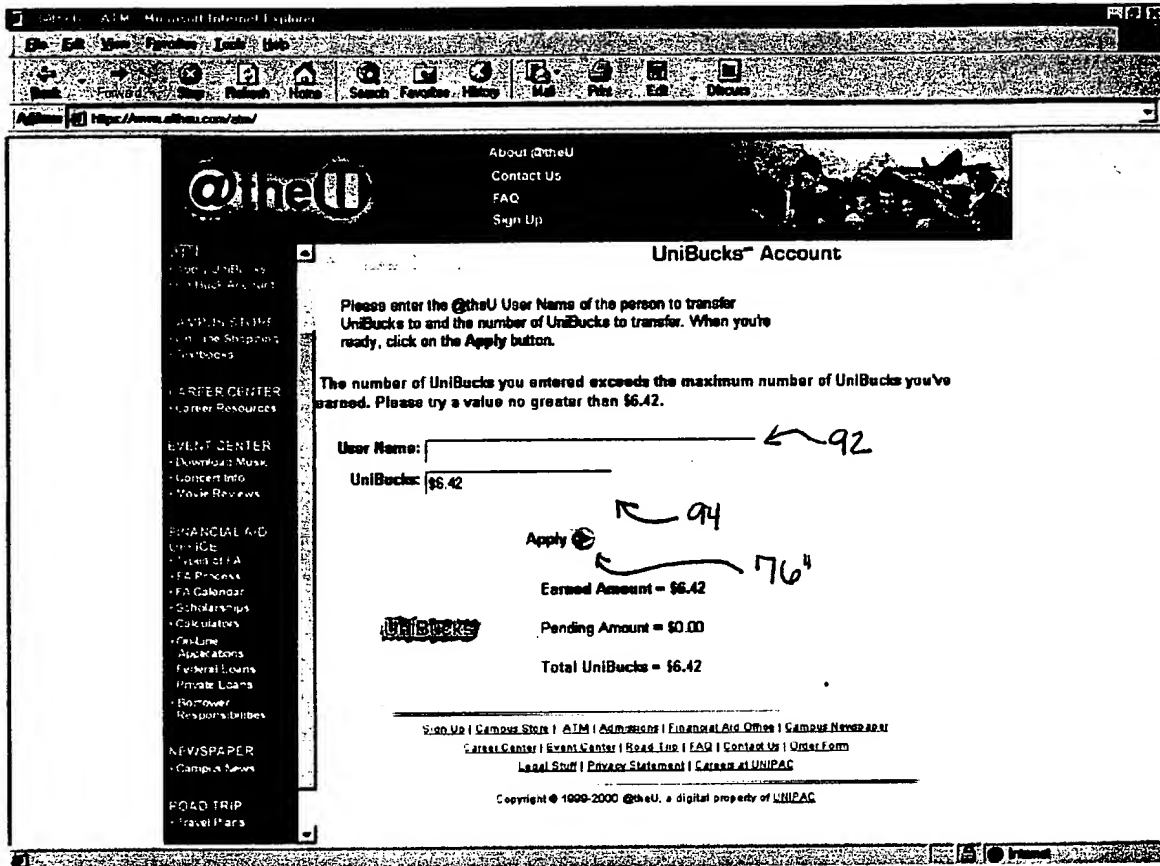 ATM - Microsoft Internet Explorer
File Edit View Favorites Tools Help
Back Forward Stop Refresh Home Search Favorites History Mail Print Edit Discuss
Address
@theU
About @theU
Contact Us
FAQ
Sign Up
UniBucks Account
Please enter the @theU User Name of the person to transfer
UniBucks to and the number of UniBucks to transfer. When you're
ready, click on the Apply button.
The number of UniBucks you entered exceeds the maximum number of UniBucks you've
earned. Please try a value no greater than $6.42.
User Name:
92
UniBucks: $6.42
94
Apply
76"
Earned Amount = $6.42
UniBucks
Pending Amount = $0.00
Total UniBucks = $6.42
ATM
CAMPUS STORE
• On-Line Shopping
• Textbooks
CAREER CENTER
• Career Resources
EVENT CENTER
• Download Music
• Concert Info
• Movie Reviews
FINANCIAL AID
OFFICE
• Types of FA
• FA Process
• FA Calendar
• Scholarships
• Calculators
• On-Line
Applications
Federal Loans
Private Loans
• Borrower
Responsibilities
NEWSPAPER
• Campus News
ROAD TRIP
• Travel Plans
Sign Up | Campus Store | ATM | Admissions | Financial Aid Office | Campus Newspaper
Career Center | Event Center | Road Trip | FAQ | Contact Us | Order Form
Legal Stuff | Privacy Statement | Careers at UNIPAC
Copyright © 1999-2000 @theU, a digital property of UNIPAC
Internet